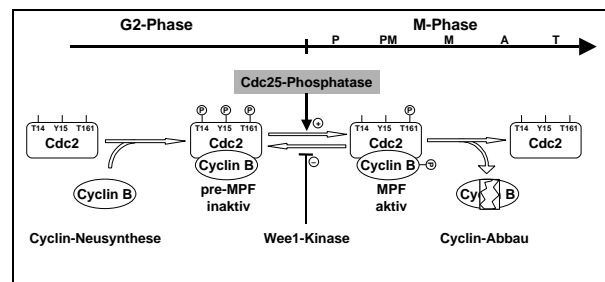 G2-Phase M-Phase
P PM M A T
Cdc25-Phosphatase
P P P P
T14 Y15 T161 T14 Y15 T161 T14 Y15 T161 T14 Y15 T161
Cdc2 Cdc2 Cdc2 Cdc2
+
Cyclin B Cyclin B P
−
Cyclin B pre-MPF MPF Cy B
inaktiv aktiv
Cyclin-Neusynthese Wee1-Kinase Cyclin-Abbau